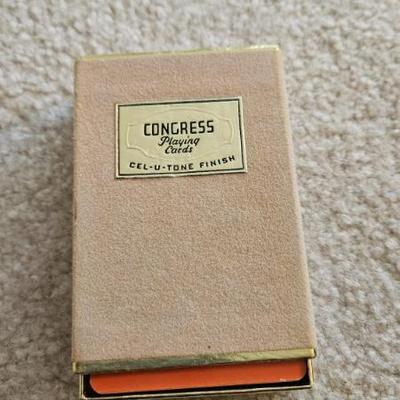 CONGRESS
Playing
Cards
CEL-U-TONE FINISH